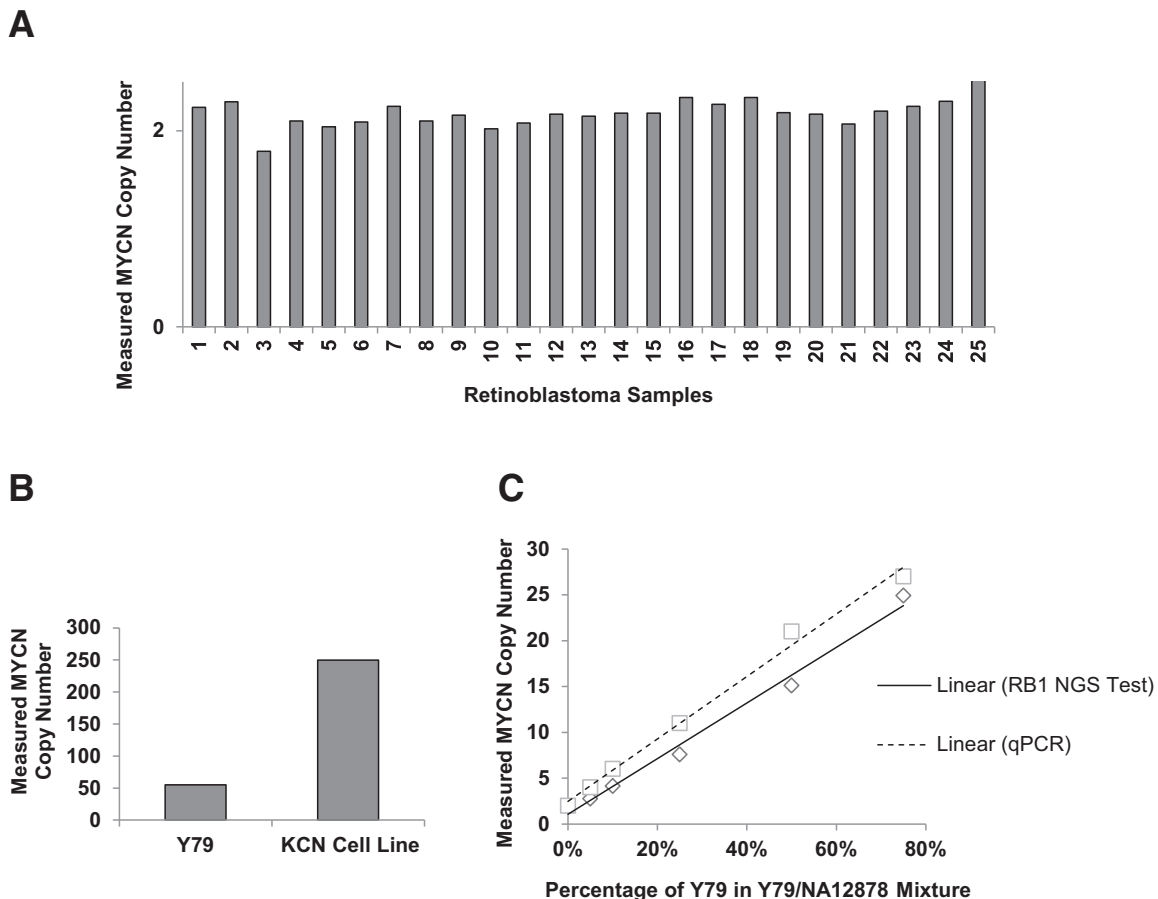 A
Measured MYCN Copy Number
2
0
1 2 3 4 5 6 7 8 9 10 11 12 13 14 15 16 17 18 19 20 21 22 23 24 25
Retinoblastoma Samples
B
Measured MYCN
Copy Number
300
250
200
150
100
50
0
Y79 KCN Cell Line
C
Measured MYCN Copy Number
30
25
20
15
10
5
0
0% 20% 40% 60% 80%
Percentage of Y79 in Y79/NA12878 Mixture
Linear (RB1 NGS Test)
Linear (qPCR)